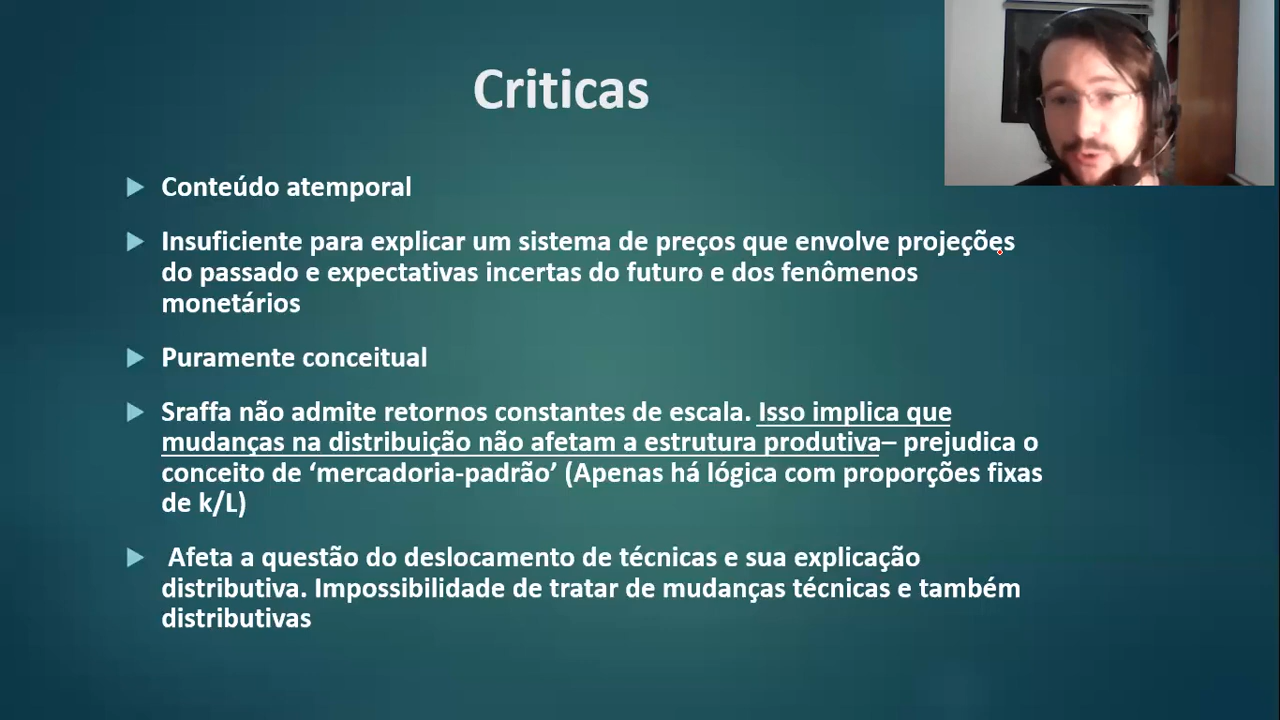 Criticas
Conteúdo atemporal
Insuficiente para explicar um sistema de preços que envolve projeções
do passado e expectativas incertas do futuro e dos fenômenos
monetários
Puramente conceitual
Sraffa não admite retornos constantes de escala. Isso implica que
mudanças na distribuição não afetam a estrutura produtiva– prejudica o
conceito de ‘mercadoria-padrão’ (Apenas há lógica com proporções fixas
de k/L)
Afeta a questão do deslocamento de técnicas e sua explicação
distributiva. Impossibilidade de tratar de mudanças técnicas e também
distributivas